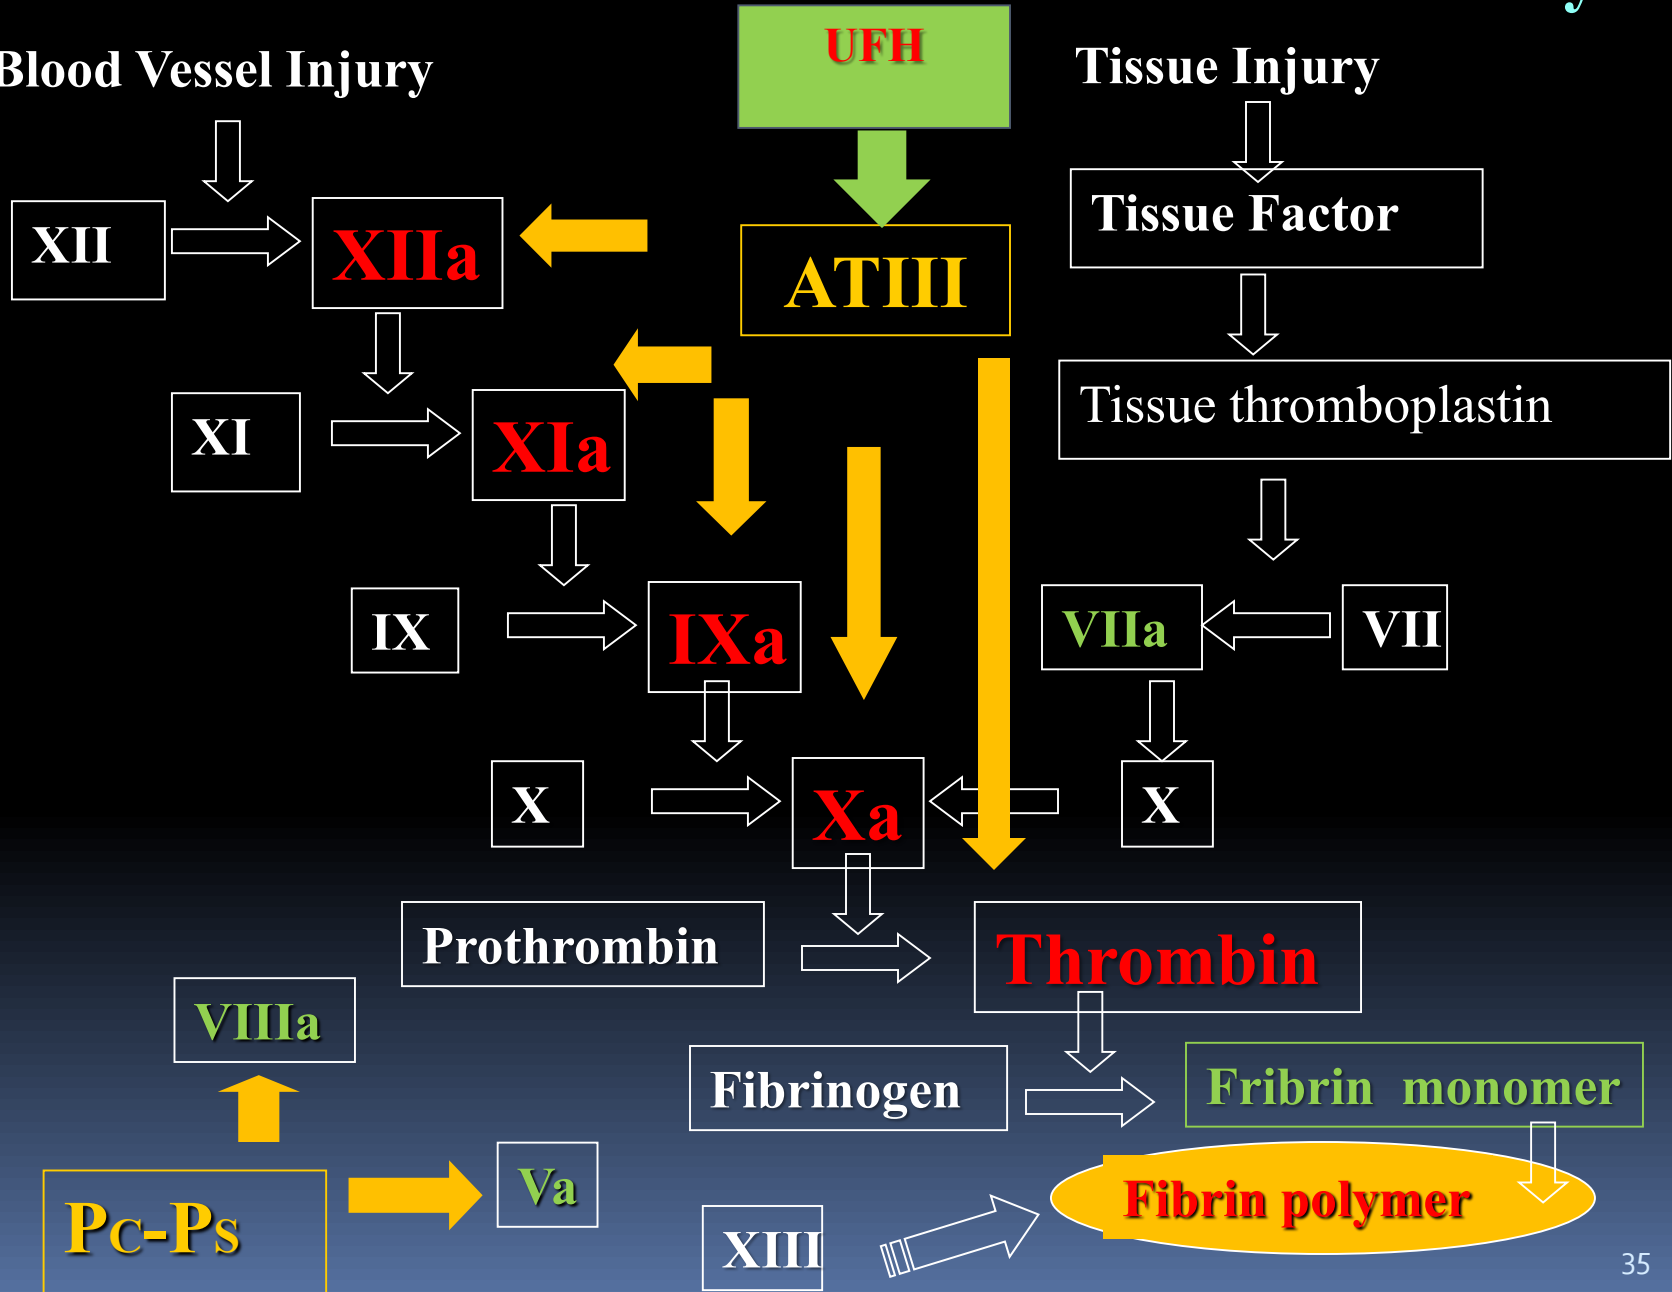 UFH
Blood Vessel Injury
Tissue Injury
XII
XIIa
ATIII
Tissue Factor
XI
XIa
Tissue thromboplastin
IX
IXa
VIIa
VII
X
Xa
X
Prothrombin
Thrombin
VIIIa
Fibrinogen
Fribrin monomer
Va
Fibrin polymer
Pc-Ps
XIII
35